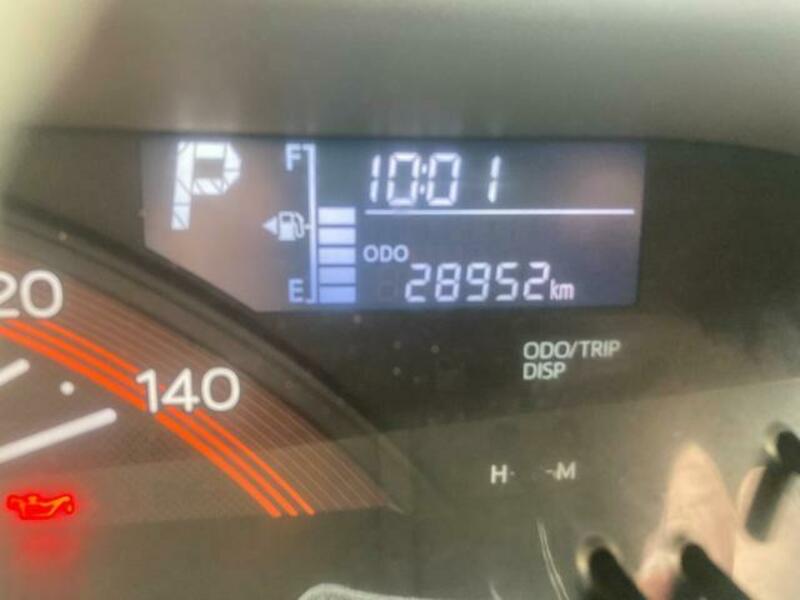 P
F
10:01
ODO
E
28952km
20
140
ODO/TRIP
DISP
H M